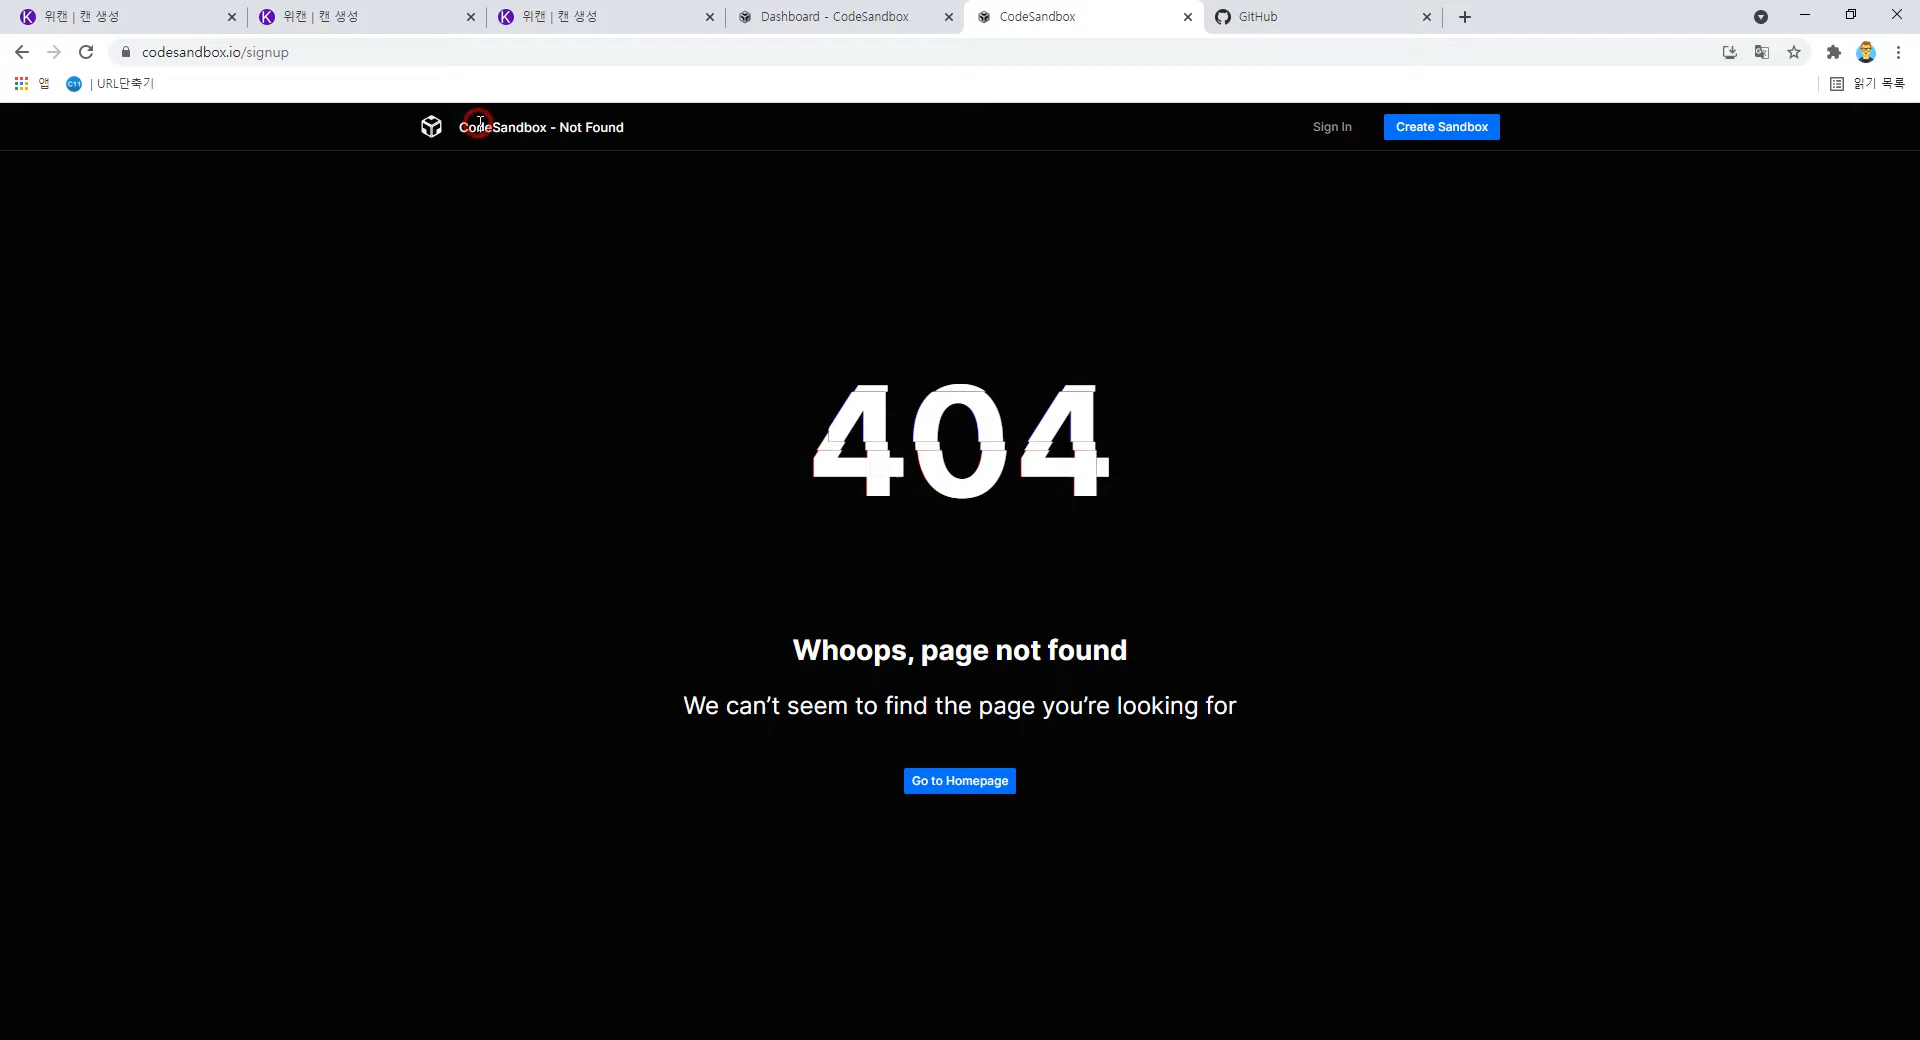 위캔 | 캔 생성
위캔 | 캔 생성
위캔 | 캔 생성
Dashboard - CodeSandbox
CodeSandbox
GitHub
codesandbox.io/signup
앱
C11
| URL단축기
읽기 목록
CodeSandbox - Not Found
Sign In
Create Sandbox
404
Whoops, page not found
We can’t seem to find the page you’re looking for
Go to Homepage